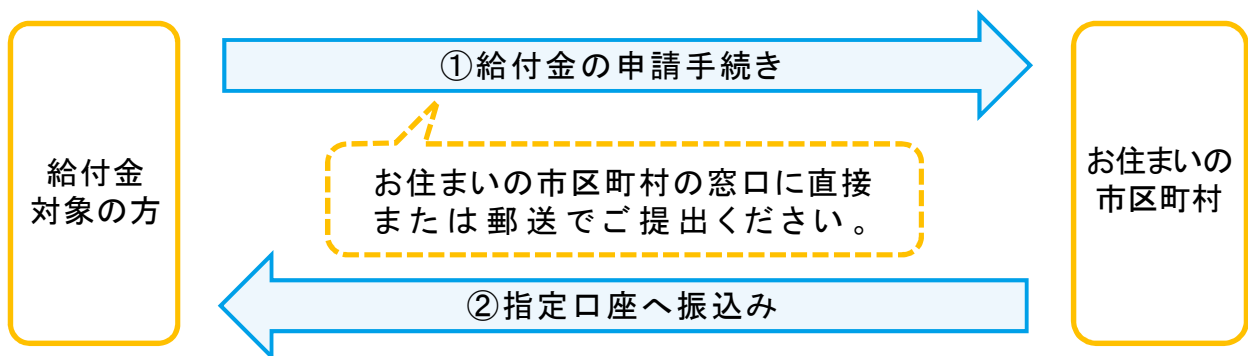 ①給付金の申請手続き
給付金
対象の方
お住まいの市区町村の窓口に直接
または郵送でご提出ください。
お住まいの
市区町村
②指定口座へ振込み